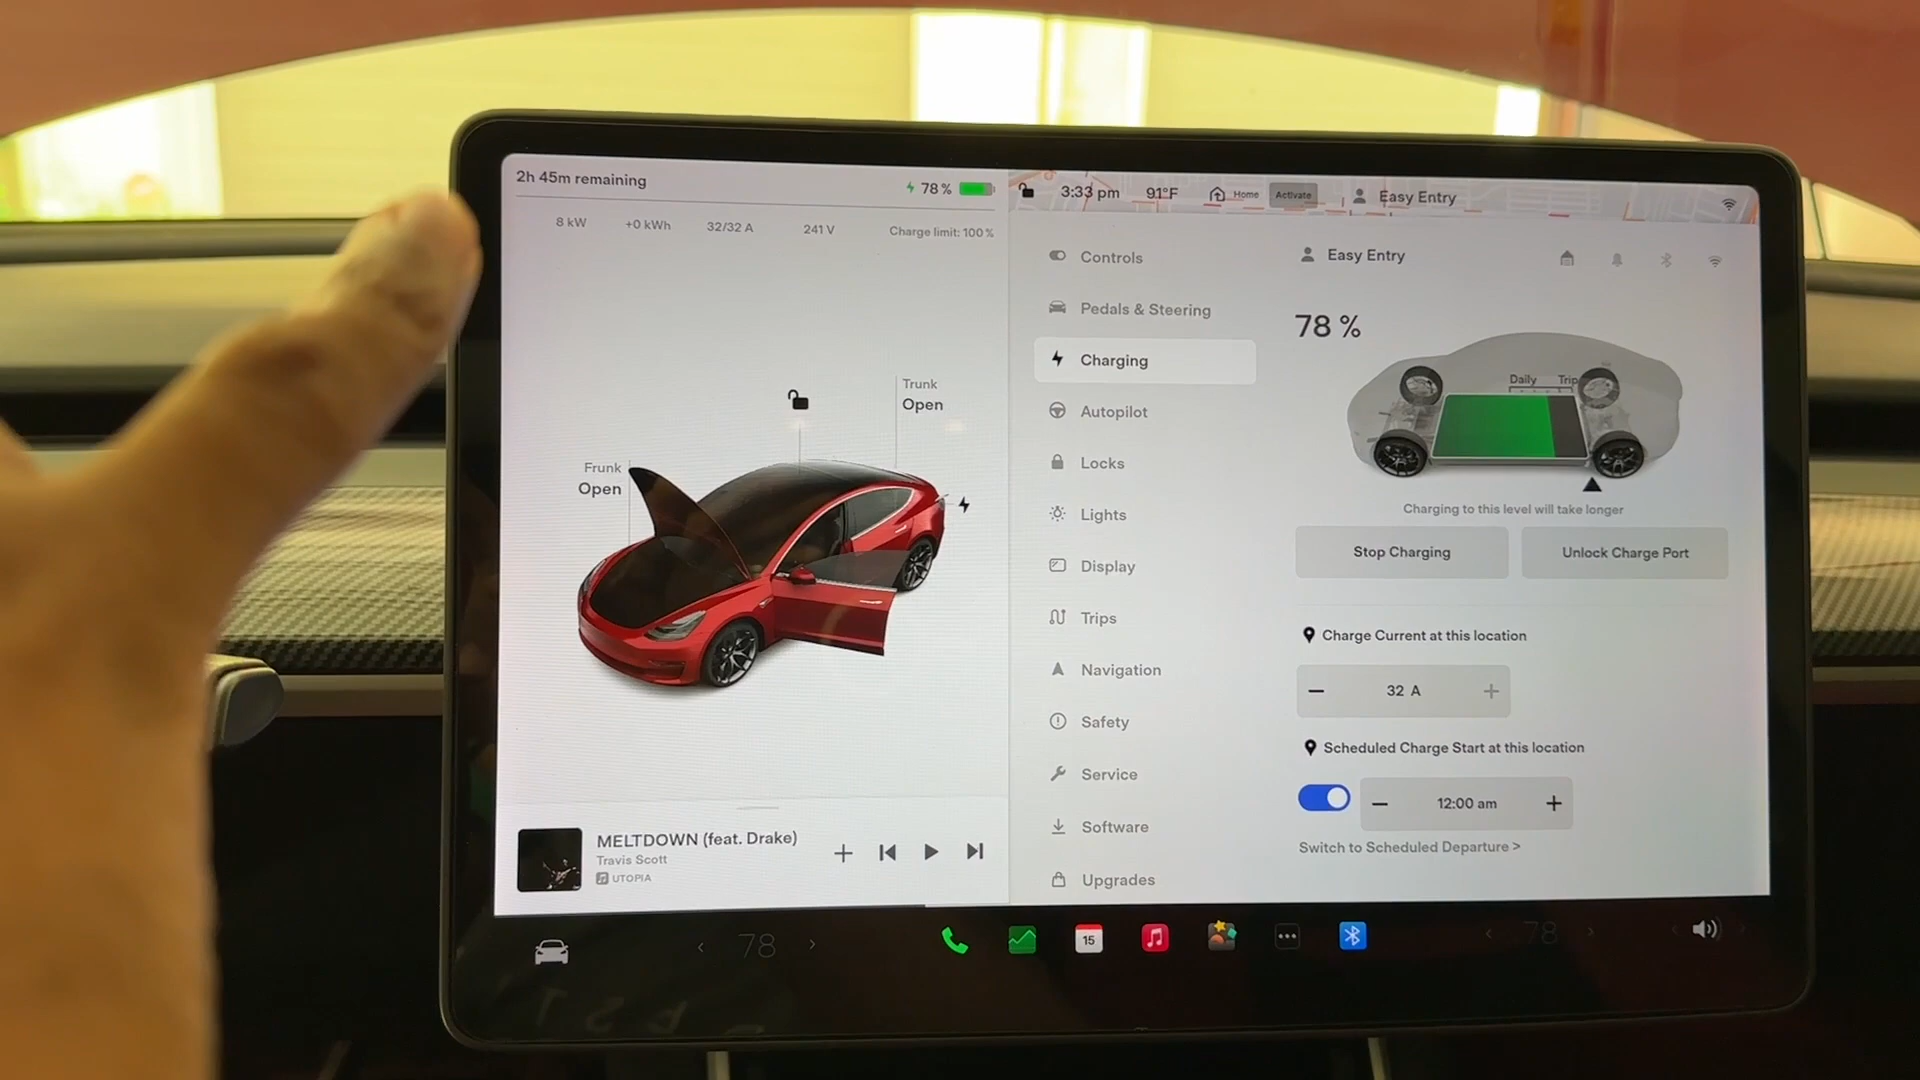 2h 45m remaining
78 %
8 kW
+0 kWh
32/32 A
241 V
Charge limit: 100 %
Trunk
Open
Frunk
Open
MELTDOWN (feat. Drake)
Travis Scott
UTOPIA
3:33 pm
91°F
Home
Activate
Easy Entry
Controls
Pedals & Steering
Charging
Autopilot
Locks
Lights
Display
Trips
Navigation
Safety
Service
Software
Upgrades
Easy Entry
78 %
Daily
Trip
Charging to this level will take longer
Stop Charging
Unlock Charge Port
Charge Current at this location
32 A
Scheduled Charge Start at this location
12:00 am
Switch to Scheduled Departure >
78
15
78